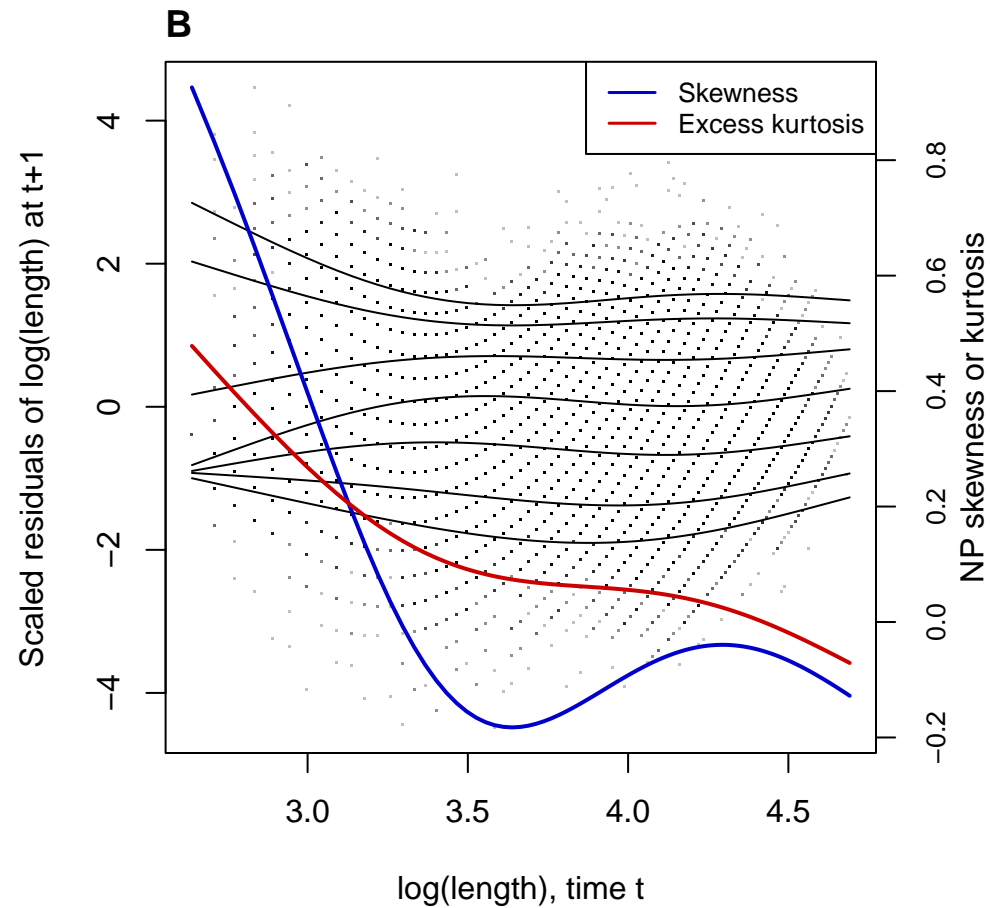 B
Skewness
Excess kurtosis
Scaled residuals of log(length) at t+1
4
2
0
−2
−4
0.8
0.6
0.4
0.2
0.0
−0.2
NP skewness or kurtosis
3.0 3.5 4.0 4.5
log(length), time t